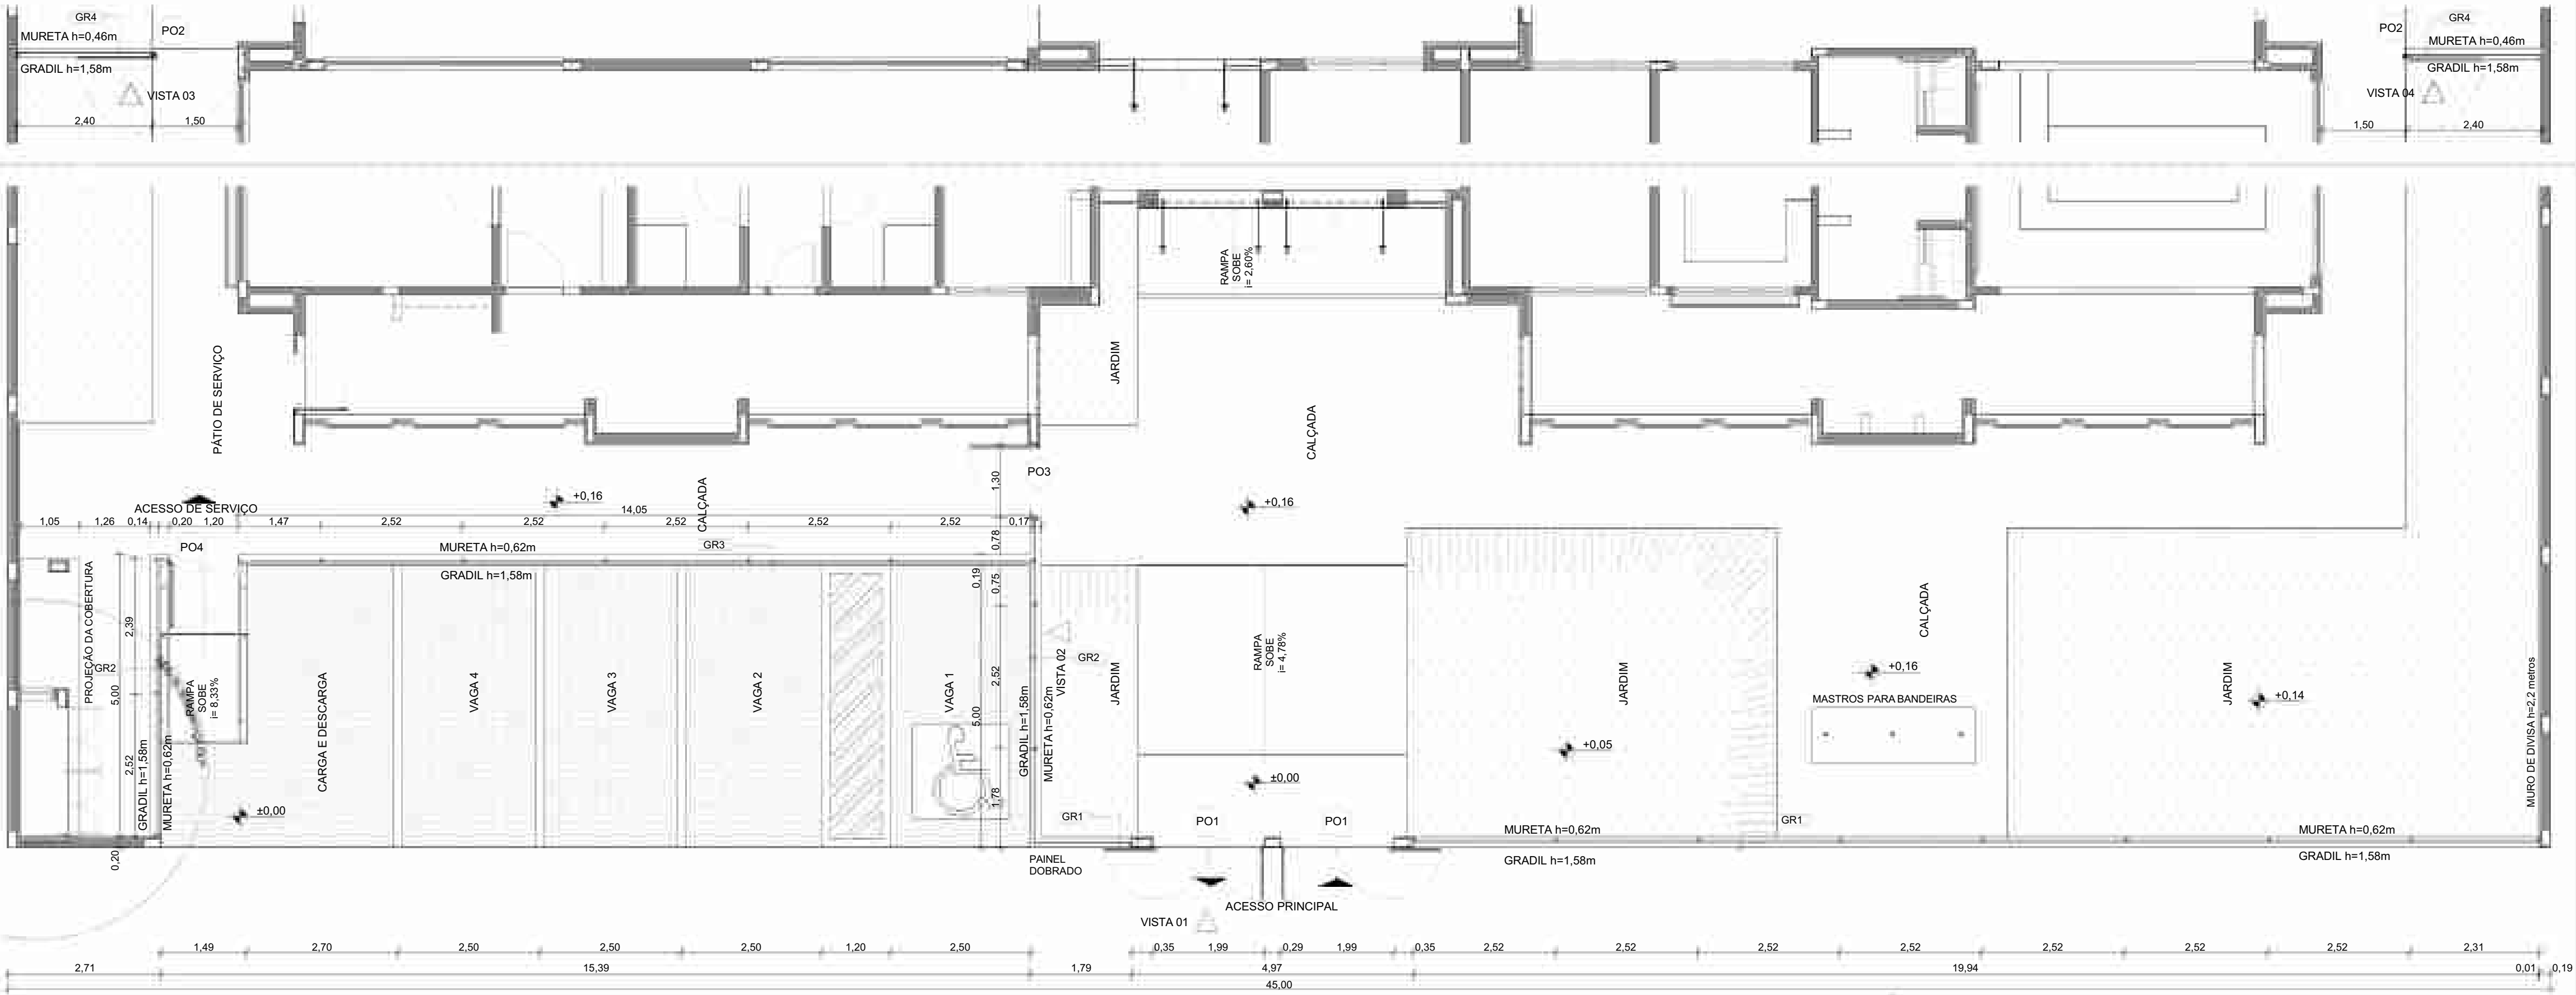 GR4
PO2
MURETA h=0,46m
GRADIL h=1,58m
VISTA 03
2,40
1,50
GR4
PO2
MURETA h=0,46m
GRADIL h=1,58m
VISTA 04
1,50
2,40
RAMPA
SOBE
i= 2,60%
PÁTIO DE SERVIÇO
JARDIM
CALÇADA
PO3
1,30
+0,16
CALÇADA
+0,16
ACESSO DE SERVIÇO
14,05
1,05
1,26
0,14
0,20
1,20
1,47
2,52
2,52
2,52
2,52
2,52
0,17
0,78
PO4
MURETA h=0,62m
GR3
GRADIL h=1,58m
0,19
0,75
PROJEÇÃO DA COBERTURA
2,39
GR2
5,00
2,52
0,20
GRADIL h=1,58m
MURETA h=0,62m
RAMPA
SOBE
i= 8,33%
±0,00
CARGA E DESCARGA
VAGA 4
VAGA 3
VAGA 2
VAGA 1
2,52
5,00
1,78
GRADIL h=1,58m
MURETA h=0,62m
VISTA 02
GR2
JARDIM
GR1
RAMPA
SOBE
i= 4,78%
±0,00
PO1
PO1
JARDIM
+0,05
CALÇADA
+0,16
MASTROS PARA BANDEIRAS
GR1
JARDIM
+0,14
MURO DE DIVISA h=2,2 metros
MURETA h=0,62m
GRADIL h=1,58m
MURETA h=0,62m
GRADIL h=1,58m
PAINEL
DOBRADO
ACESSO PRINCIPAL
VISTA 01
1,49
2,70
2,50
2,50
2,50
1,20
2,50
0,35
1,99
0,29
1,99
0,35
2,52
2,52
2,52
2,52
2,52
2,52
2,52
2,31
2,71
15,39
1,79
4,97
19,94
0,01
0,19
45,00